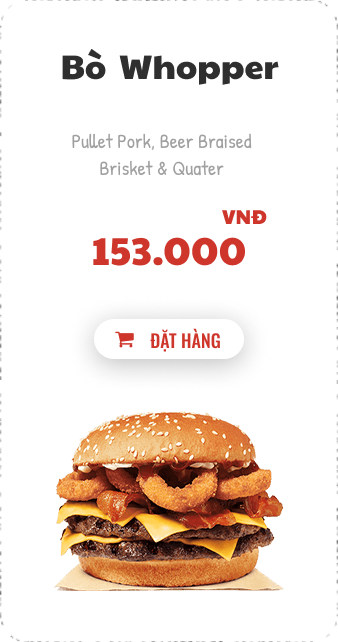 Bò Whopper
Pullet Pork, Beer Braised
Brisket & Quater
VNĐ
153.000
ĐẶT HÀNG